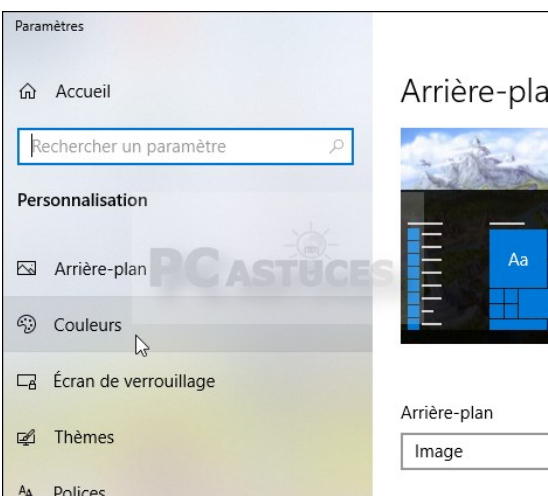 Paramètres
Accueil
Rechercher un paramètre
Personnalisation
Arrière-plan
Couleurs
Écran de verrouillage
Thèmes
Polices
PC ASTUCES
Arrière-pla
Aa
Arrière-plan
Image